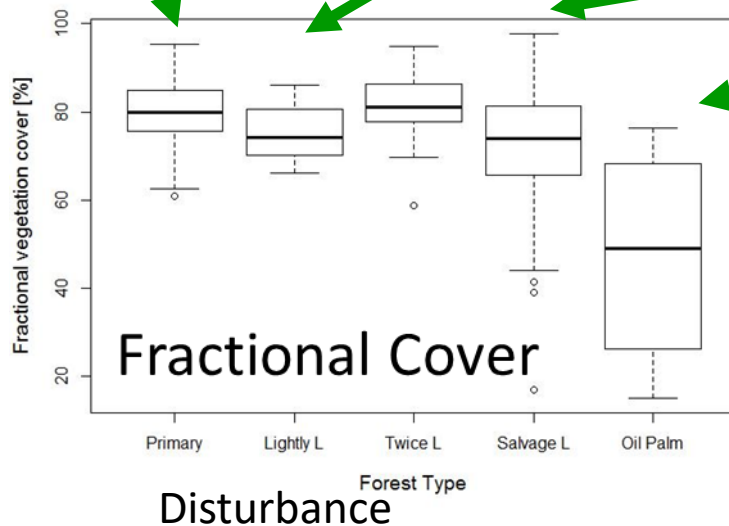 Fractional vegetation cover [%]
100
80
60
40
20
Fractional Cover
Primary Lightly L Twice L Salvage L Oil Palm
Forest Type
Disturbance